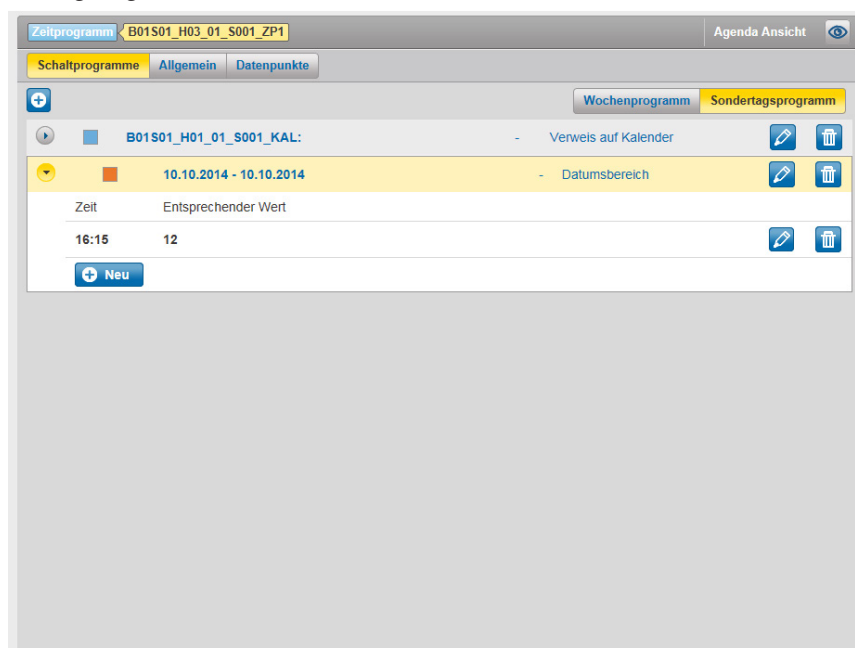 Zeitprogramm B01S01_H03_01_S001_ZP1 Agenda Ansicht
Schaltprogramme Allgemein Datenpunkte
Wochenprogramm Sondertagsprogramm
B01S01_H01_01_S001_KAL: - Verweis auf Kalender
10.10.2014 - 10.10.2014 - Datumsbereich
Zeit Entsprechender Wert
16:15 12
Neu